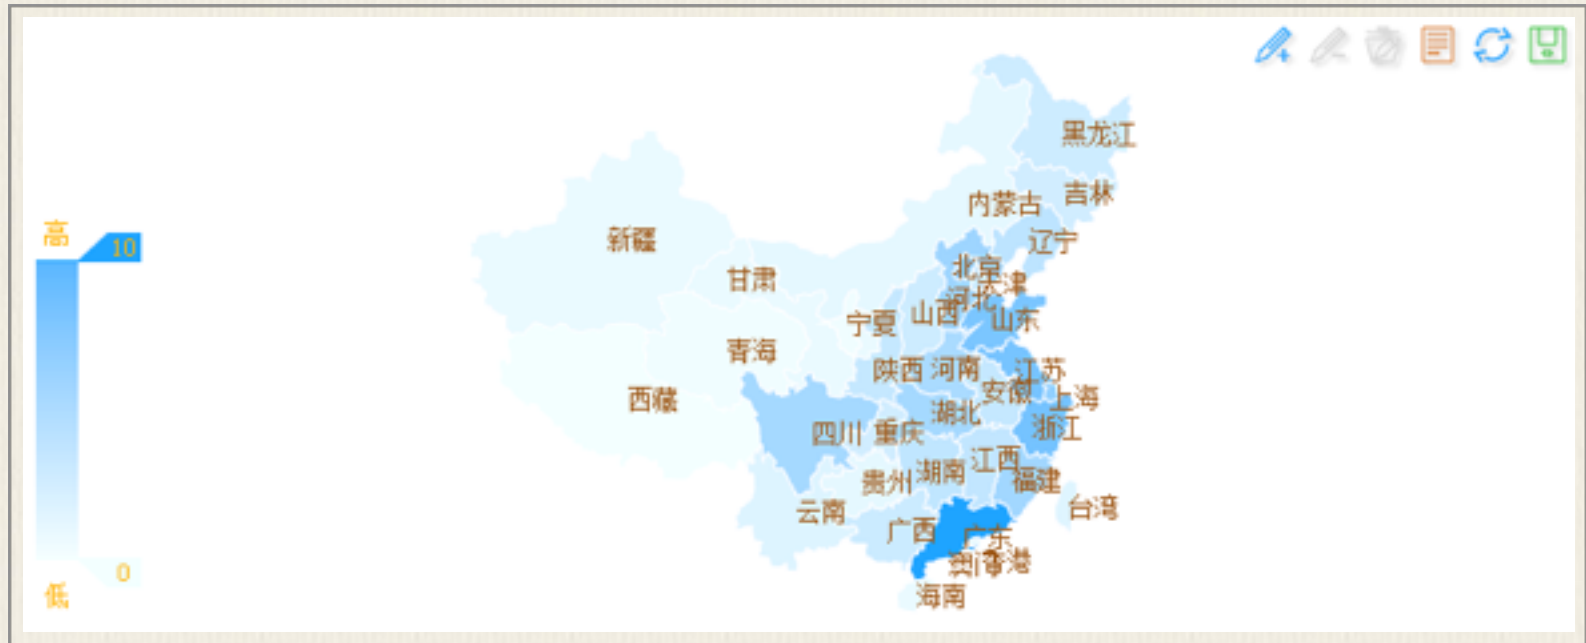 黑龙江
吉林
内蒙古
高
10
新疆
辽宁
北京
甘肃
天津
河北
山西
山东
宁夏
青海
陕西
河南
江苏
安徽
西藏
上海
湖北
浙江
四川
重庆
江西
湖南
贵州
福建
台湾
云南
广西
广东
澳门
香港
0
低
海南